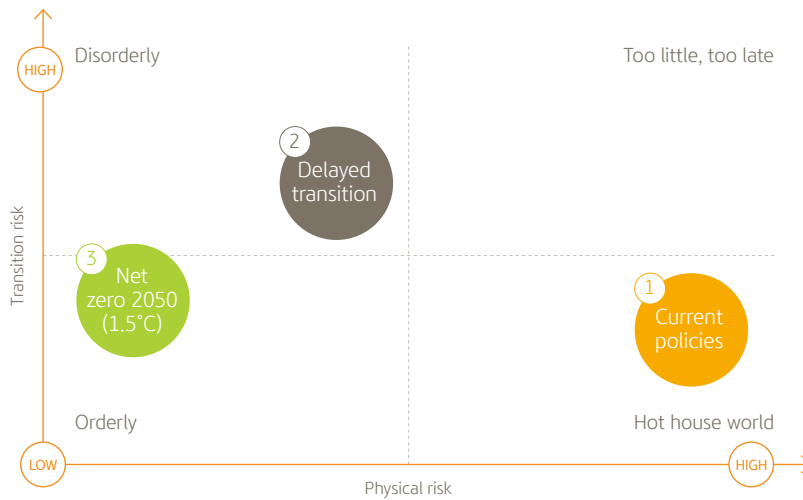 Disorderly
Too little, too late
HIGH
2
Delayed
transition
Transition risk
3
Net
zero 2050
(1.5°C)
1
Current
policies
Orderly
Hot house world
LOW
HIGH
Physical risk